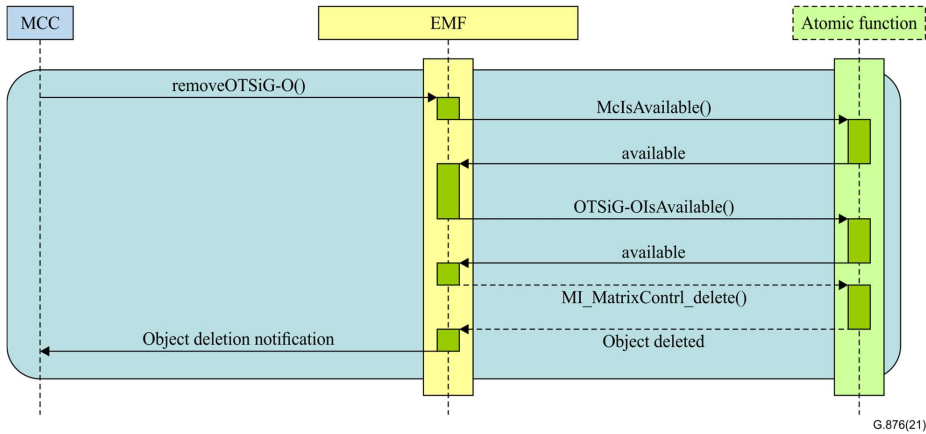 MCC
EMF
Atomic function
removeOTSiG-O()
McIsAvailable()
available
OTSiG-OIsAvailable()
available
MI_MatrixContrl_delete()
Object deletion notification
Object deleted
G.876(21)